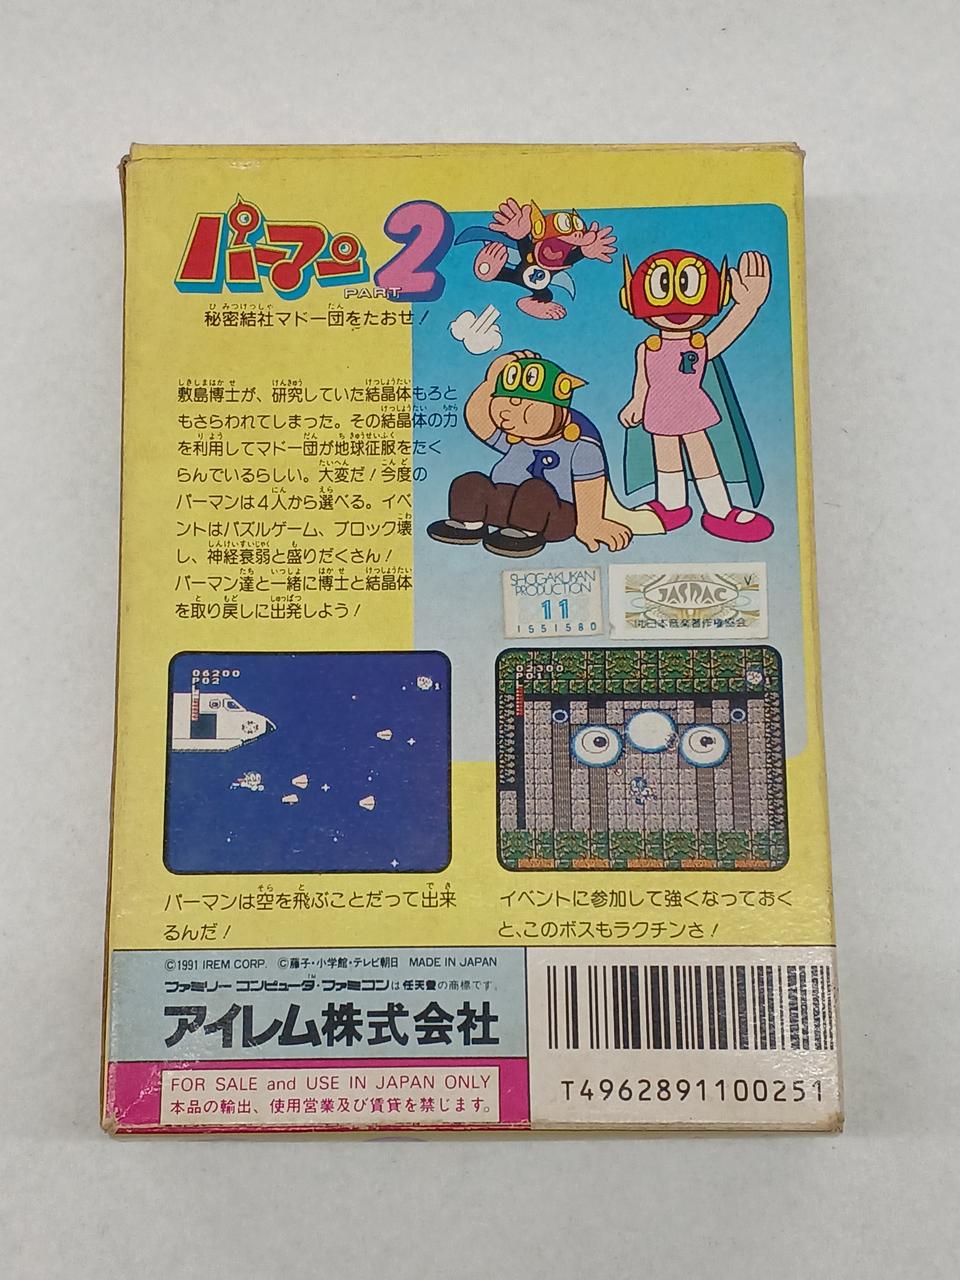 パーマン
PART 2
秘密結社マドー団をたおせ！
敷島博士が、研究していた結晶体もろと
もさらわれてしまった。その結晶体の力
を利用してマドー団が地球征服をたく
らんでいるらしい。大変だ！今度の
パーマンは4人から選べる。イベ
ントはパズルゲーム、ブロック壊
し、神経衰弱と盛りだくさん！
パーマン達と一緒に博士と結晶体
を取り戻しに出発しよう！
SHOGAKUKAN
PRODUCTION
11
1551580
JASRAC
V
日本音楽著作権協会
06200
P02
1
02300
P01
1
パーマンは空を飛ぶことだって出来
るんだ！
イベントに参加して強くなっておく
と、このボスもラクチンさ！
©1991 IREM CORP. ©藤子・小学館・テレビ朝日 MADE IN JAPAN
ファミリーコンピュータ™・ファミコンは任天堂の商標です。
アイレム株式会社
FOR SALE and USE IN JAPAN ONLY
本品の輸出、使用営業及び賃貸を禁じます。
T4962891100251